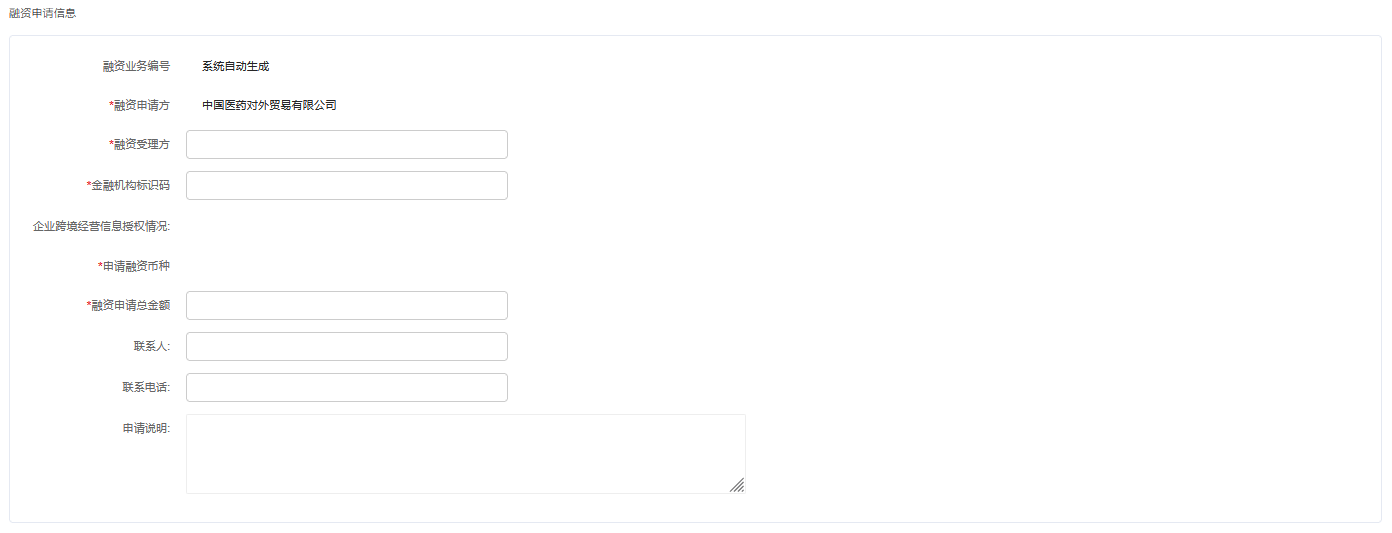 融资申请信息
融资业务编号 系统自动生成
*融资申请方 中国医药对外贸易有限公司
*融资受理方
*金融机构标识码
企业跨境经营信息授权情况:
*申请融资币种
*融资申请总金额
联系人:
联系电话:
申请说明: